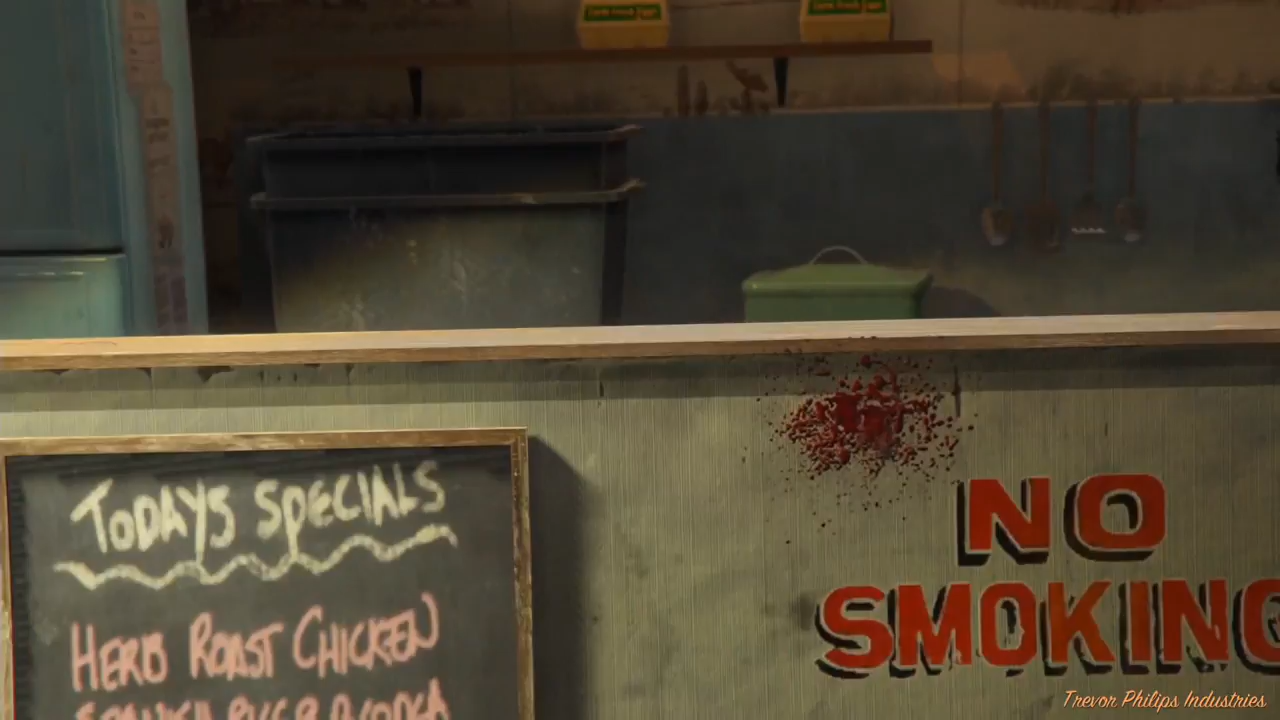 TODAYS SPECIALS
HERB ROAST CHICKEN
NO
SMOKING
Trevor Philips Industries